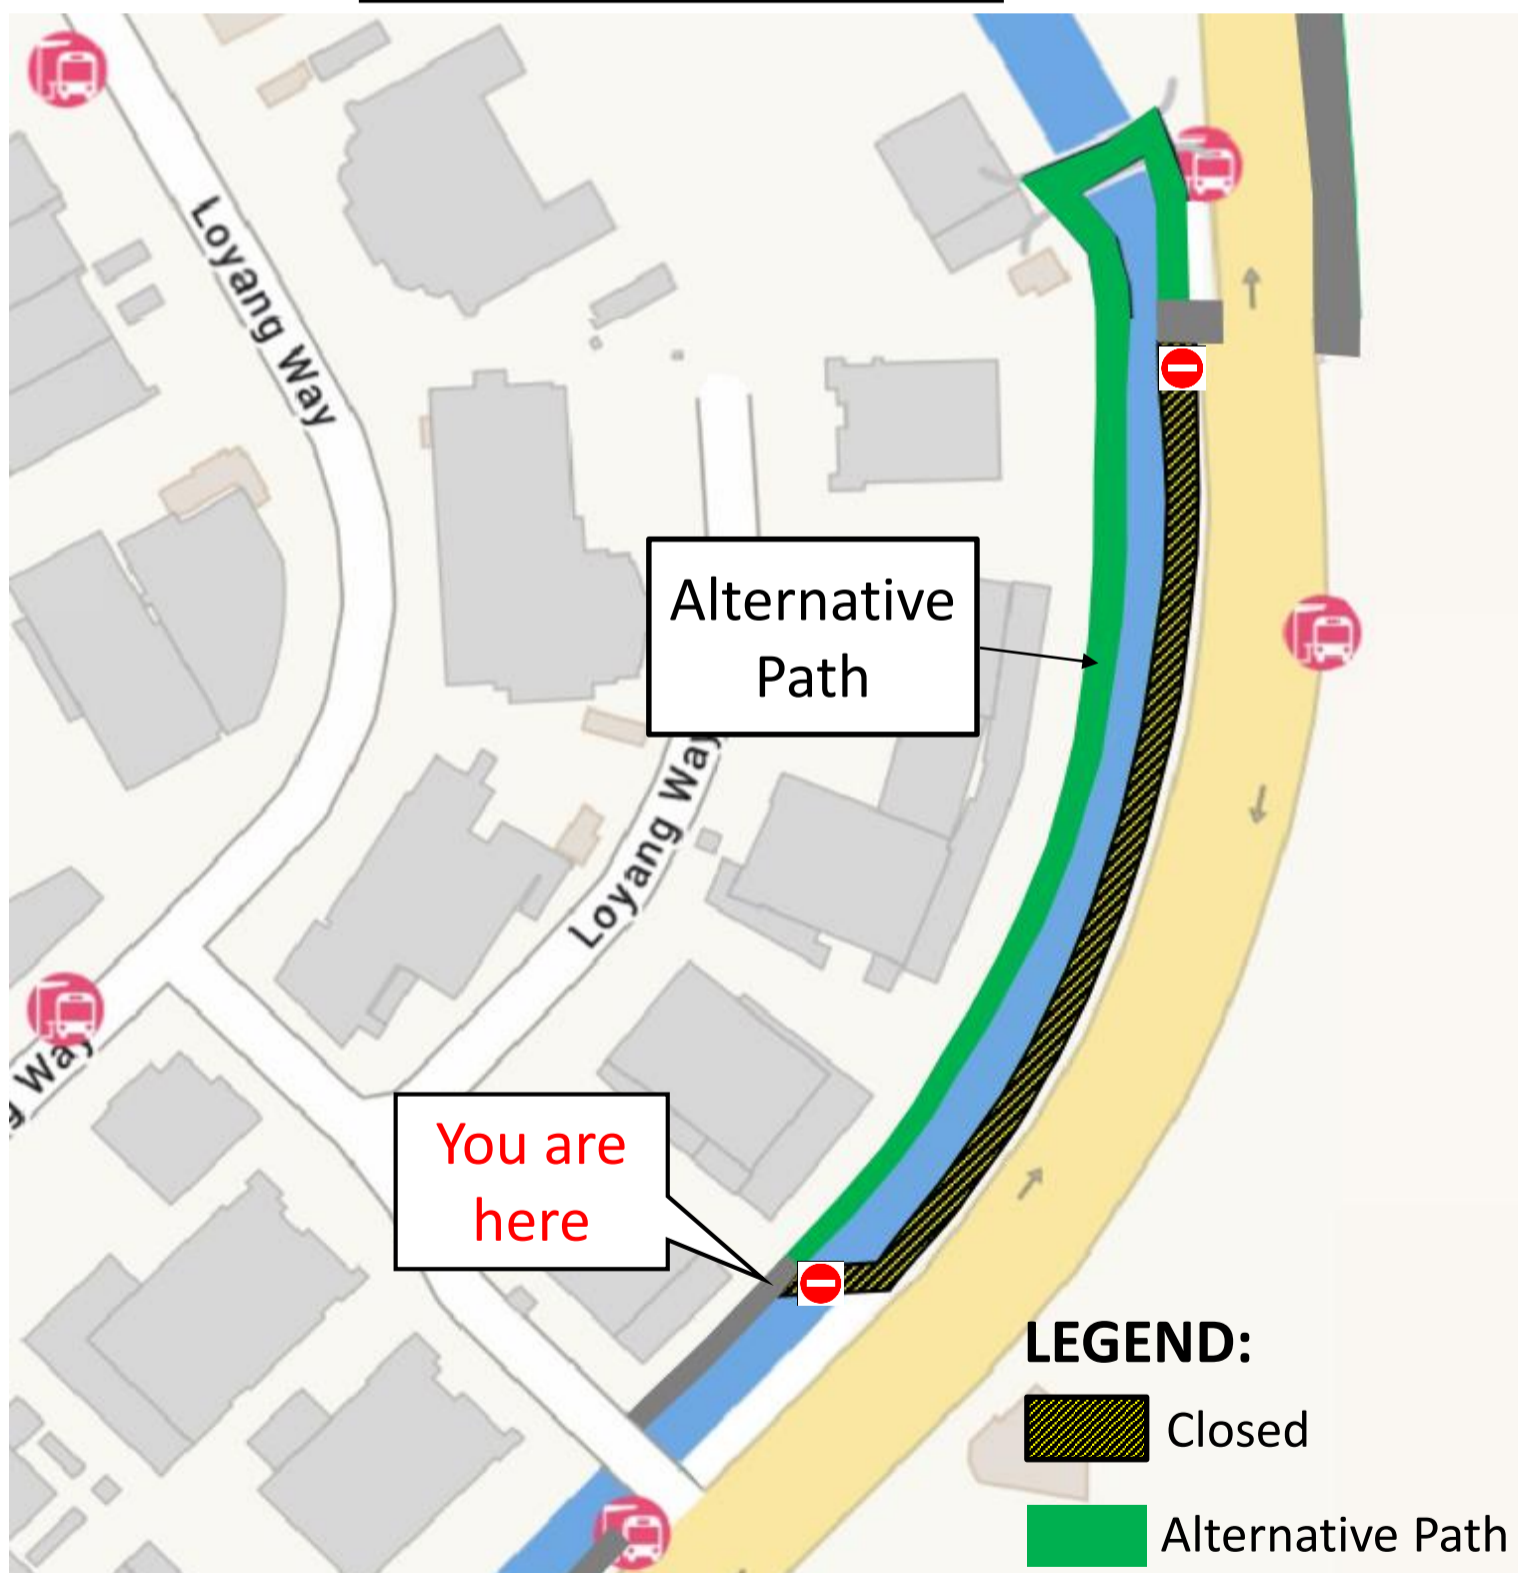 Loyang Way
Alternative
Path
Loyang Way
Way
You are
here
LEGEND:
Closed
Alternative Path